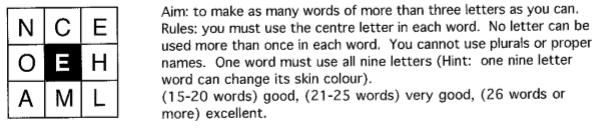 N C E
O E H
A M L
Aim: to make as many words of more than three letters as you can.
Rules: you must use the centre letter in each word. No letter can be
used more than once in each word. You cannot use plurals or proper
names. One word must use all nine letters (Hint: one nine letter
word can change its skin colour).
(15-20 words) good, (21-25 words) very good, (26 words or
more) excellent.